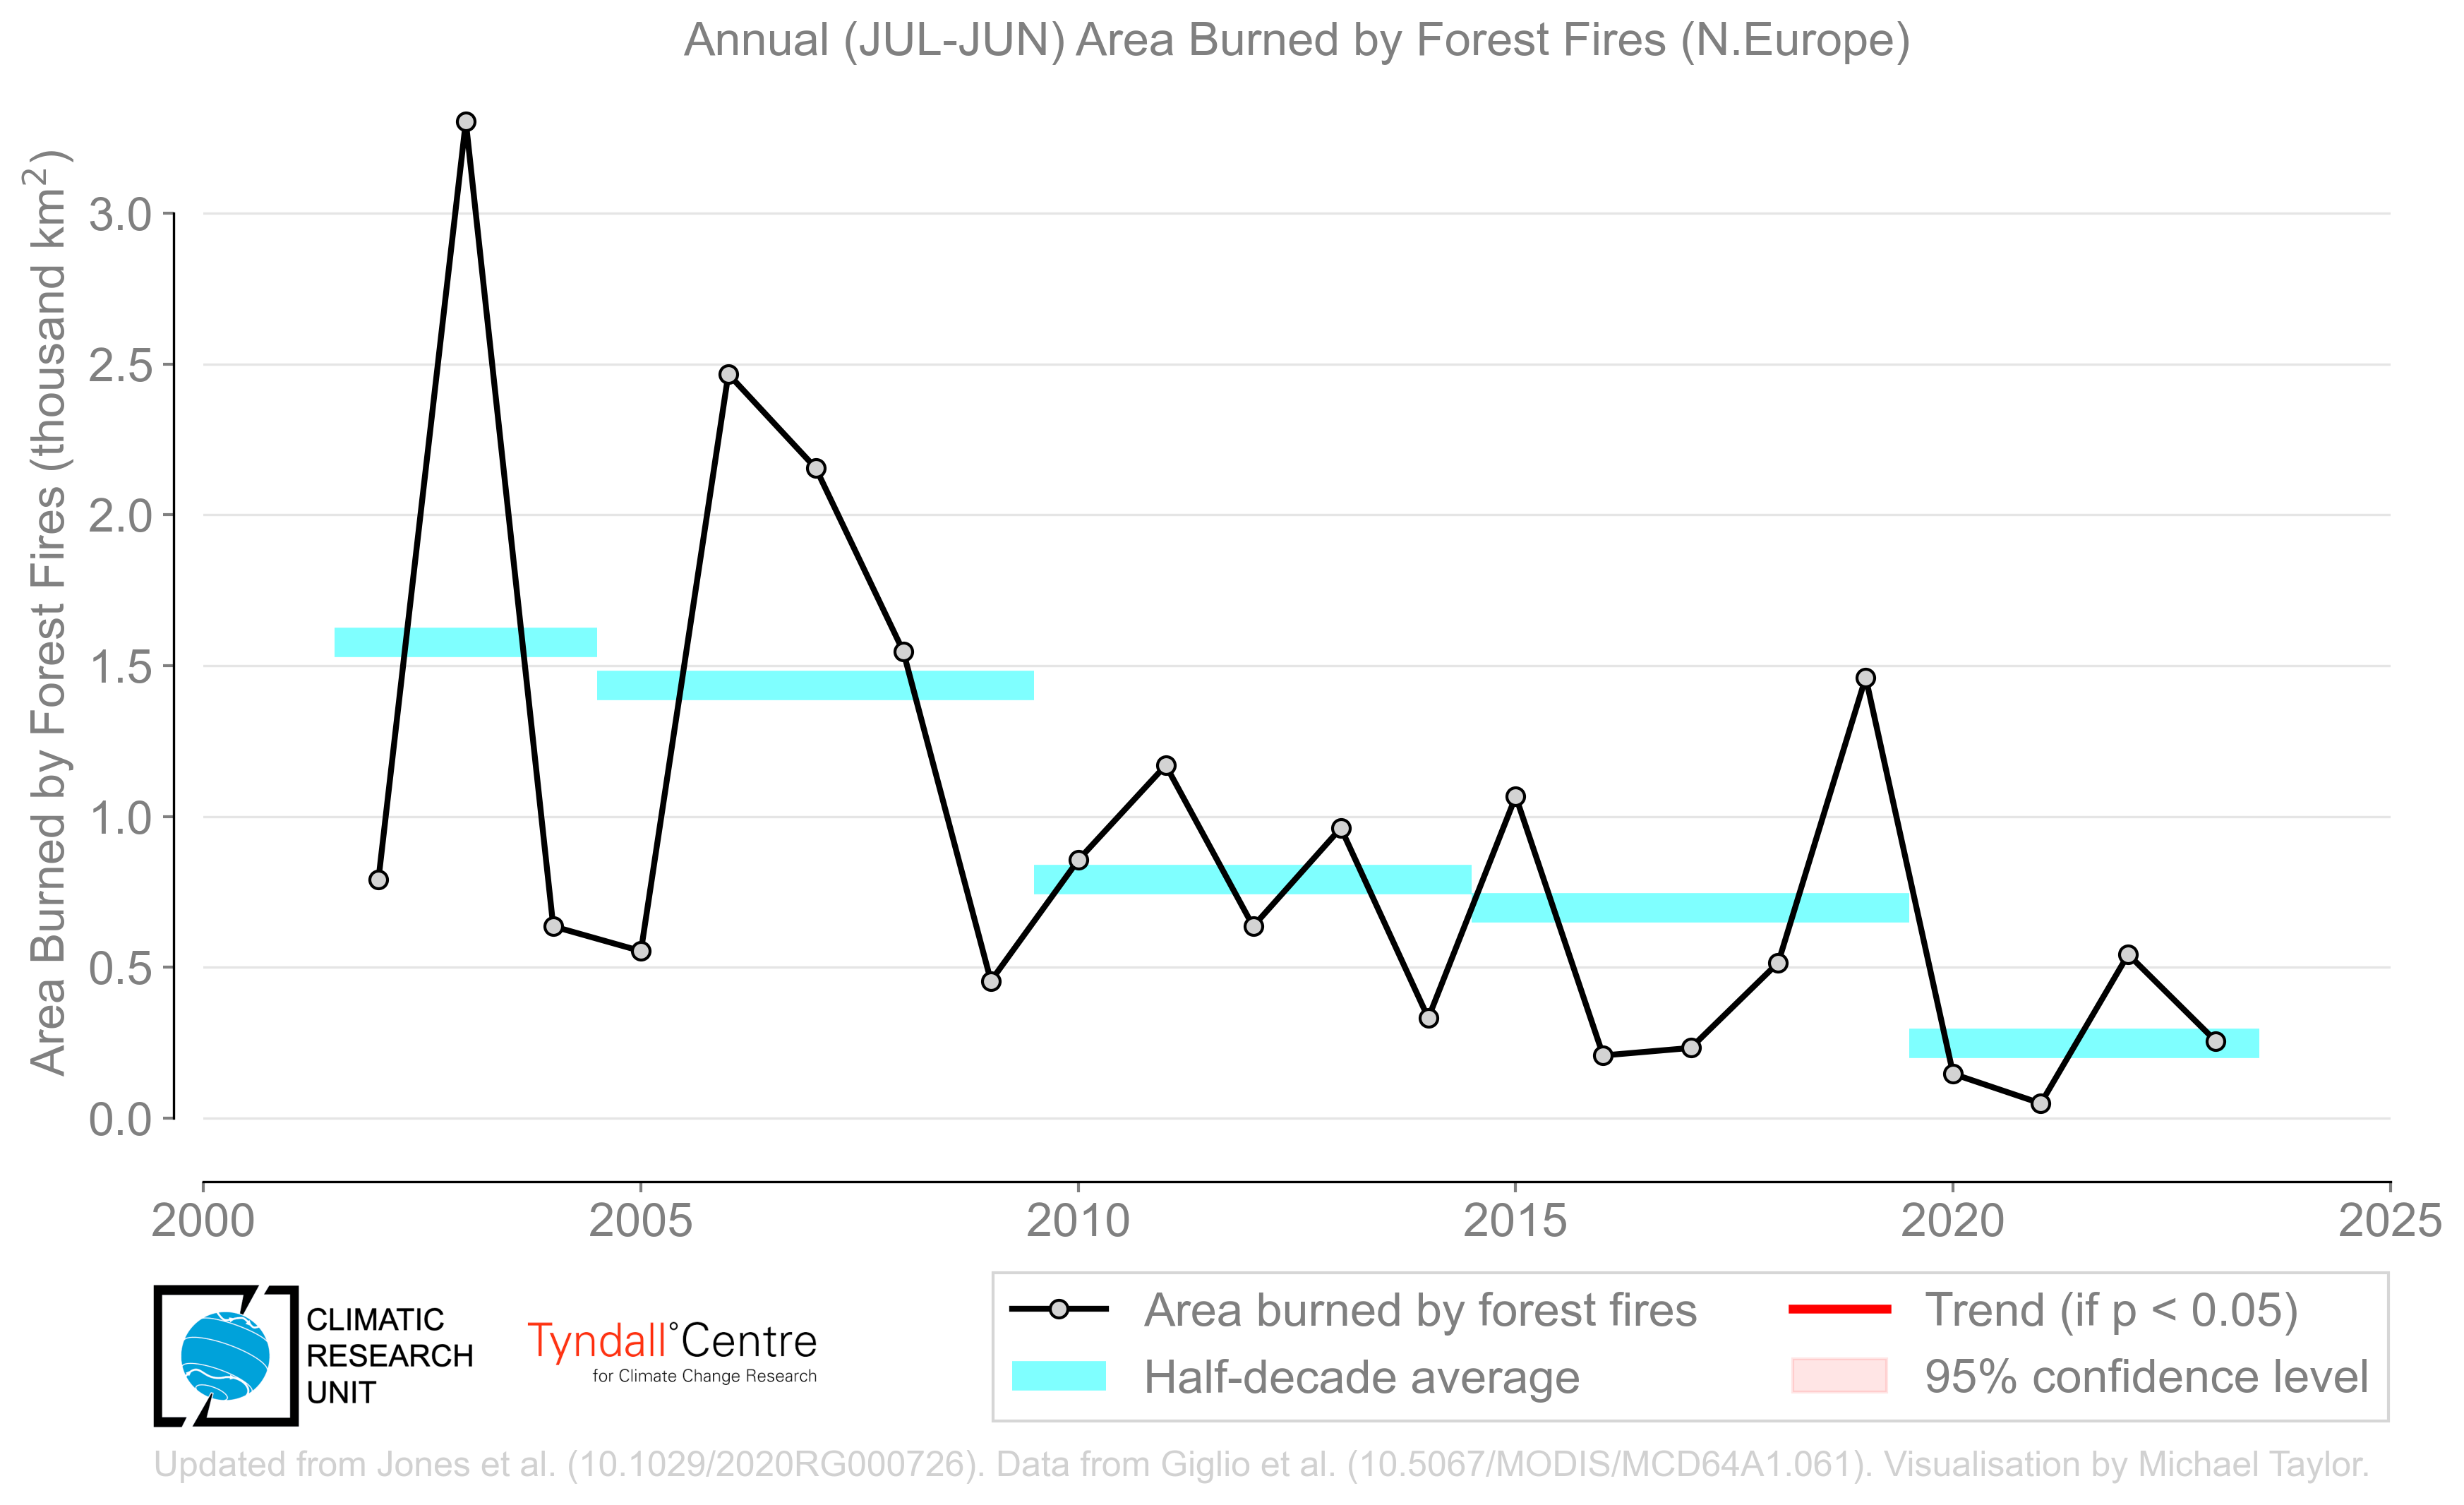 Annual (JUL-JUN) Area Burned by Forest Fires (N.Europe)
Area Burned by Forest Fires (thousand km²)
3.0
2.5
2.0
1.5
1.0
0.5
0.0
2000 2005 2010 2015 2020 2025
CLIMATIC
RESEARCH
UNIT
Tyndall°Centre
for Climate Change Research
Area burned by forest fires
Half-decade average
Trend (if p < 0.05)
95% confidence level
Updated from Jones et al. (10.1029/2020RG000726). Data from Giglio et al. (10.5067/MODIS/MCD64A1.061). Visualisation by Michael Taylor.